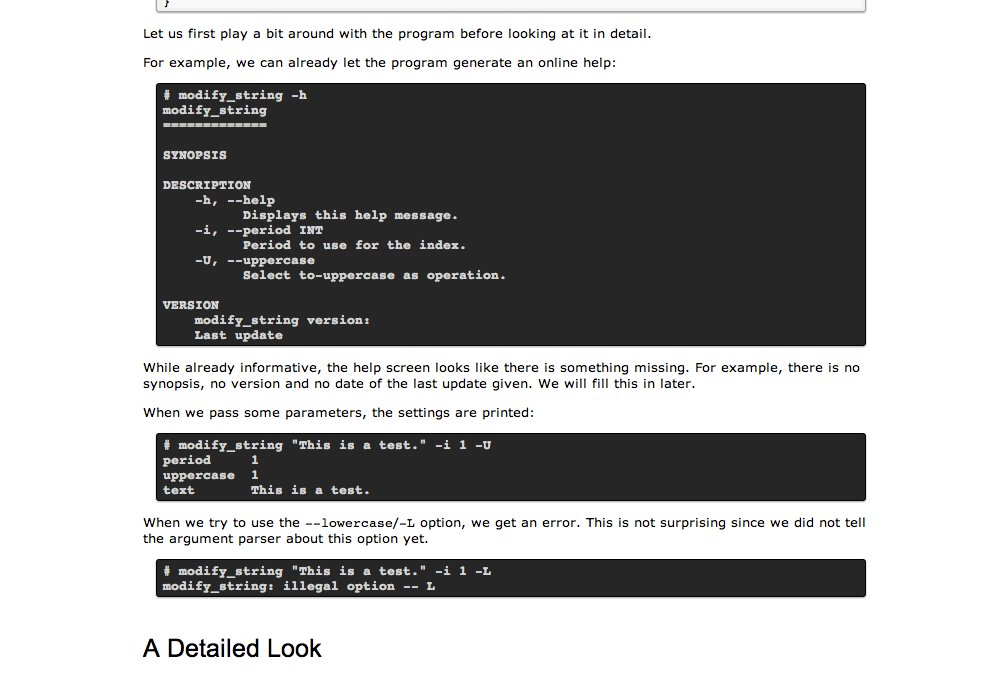 }
Let us first play a bit around with the program before looking at it in detail.
For example, we can already let the program generate an online help:
# modify_string -h
modify_string
=============
SYNOPSIS
DESCRIPTION
-h, --help
Displays this help message.
-i, --period INT
Period to use for the index.
-U, --uppercase
Select to-uppercase as operation.
VERSION
modify_string version:
Last update
While already informative, the help screen looks like there is something missing. For example, there is no
synopsis, no version and no date of the last update given. We will fill this in later.
When we pass some parameters, the settings are printed:
# modify_string "This is a test." -i 1 -U
period 1
uppercase 1
text This is a test.
When we try to use the --lowercase/-L option, we get an error. This is not surprising since we did not tell
the argument parser about this option yet.
# modify_string "This is a test." -i 1 -L
modify_string: illegal option -- L
A Detailed Look